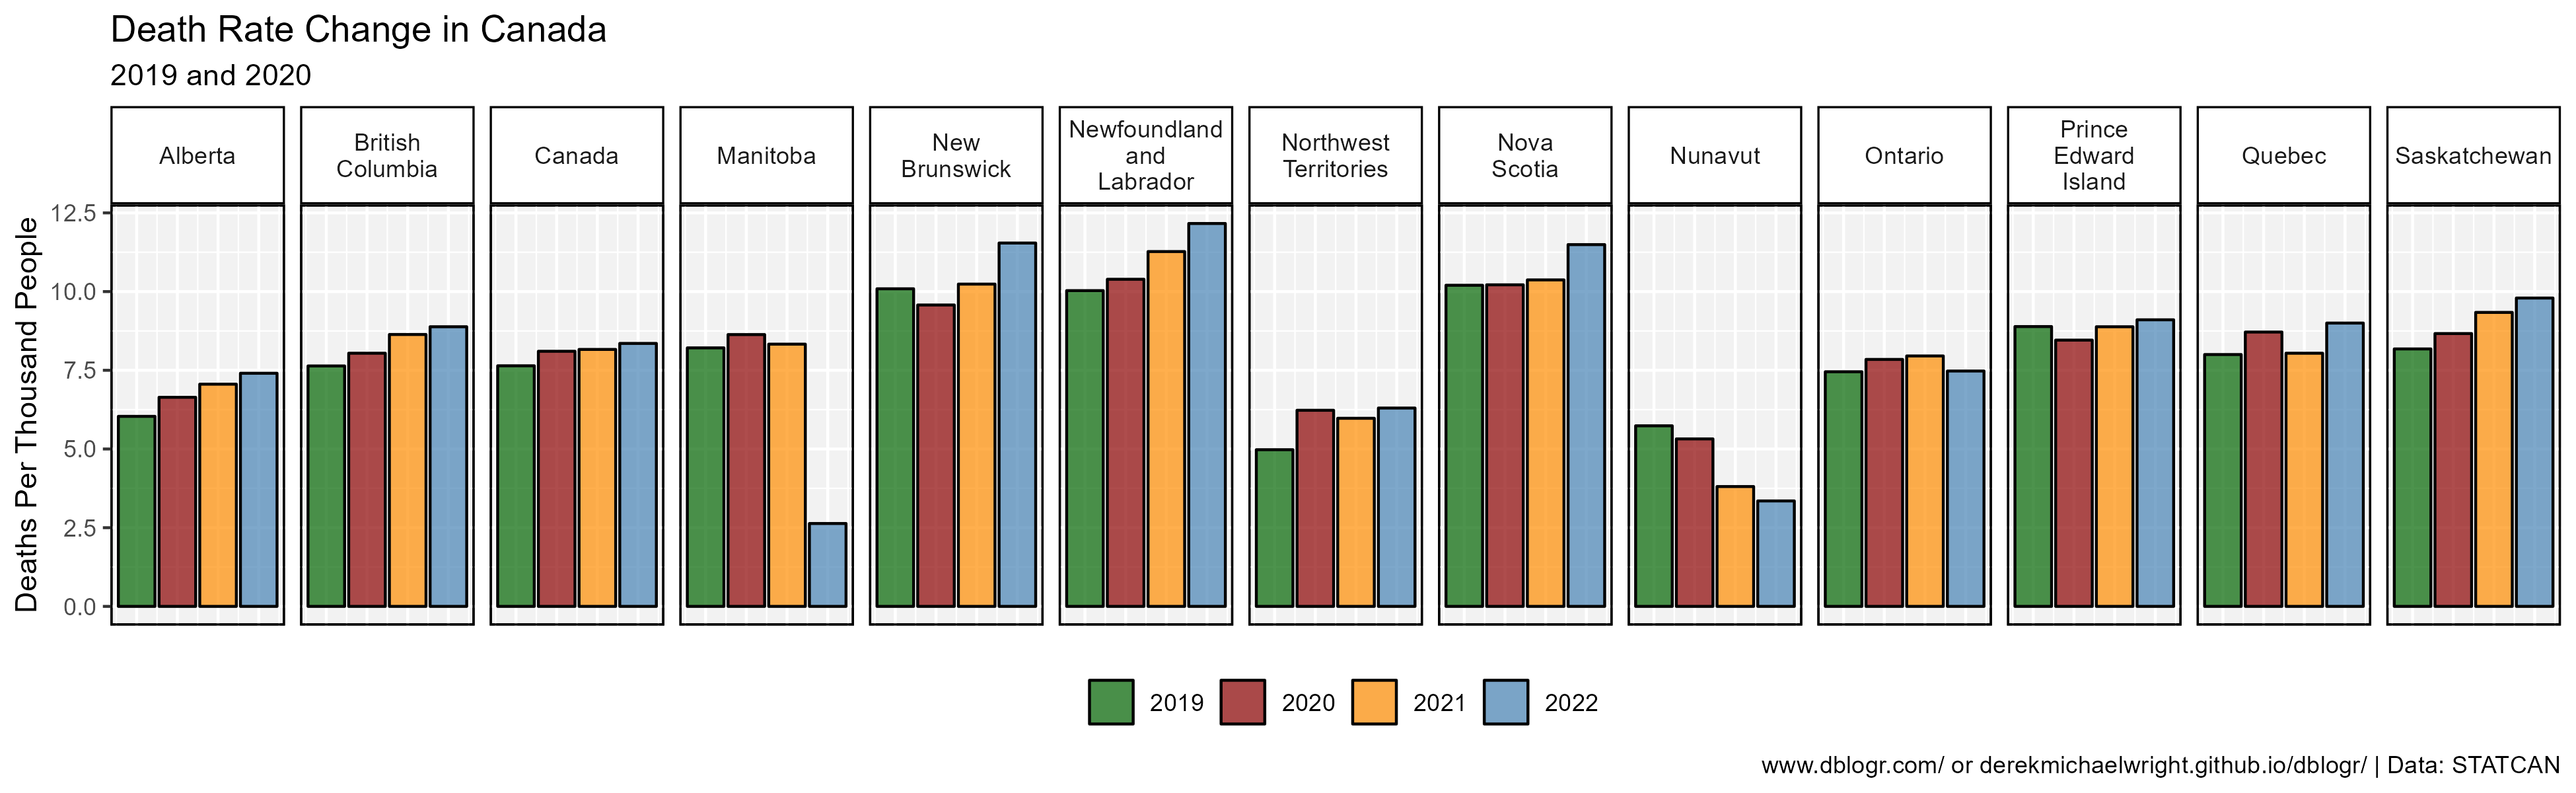 Death Rate Change in Canada
2019 and 2020
Alberta
British
Columbia
Canada
Manitoba
New
Brunswick
Newfoundland
and
Labrador
Northwest
Territories
Nova
Scotia
Nunavut
Ontario
Prince
Edward
Island
Quebec
Saskatchewan
Deaths Per Thousand People
12.5
10.0
7.5
5.0
2.5
0.0
2019 2020 2021 2022
www.dblogr.com/ or derekmichaelwright.github.io/dblogr/ | Data: STATCAN